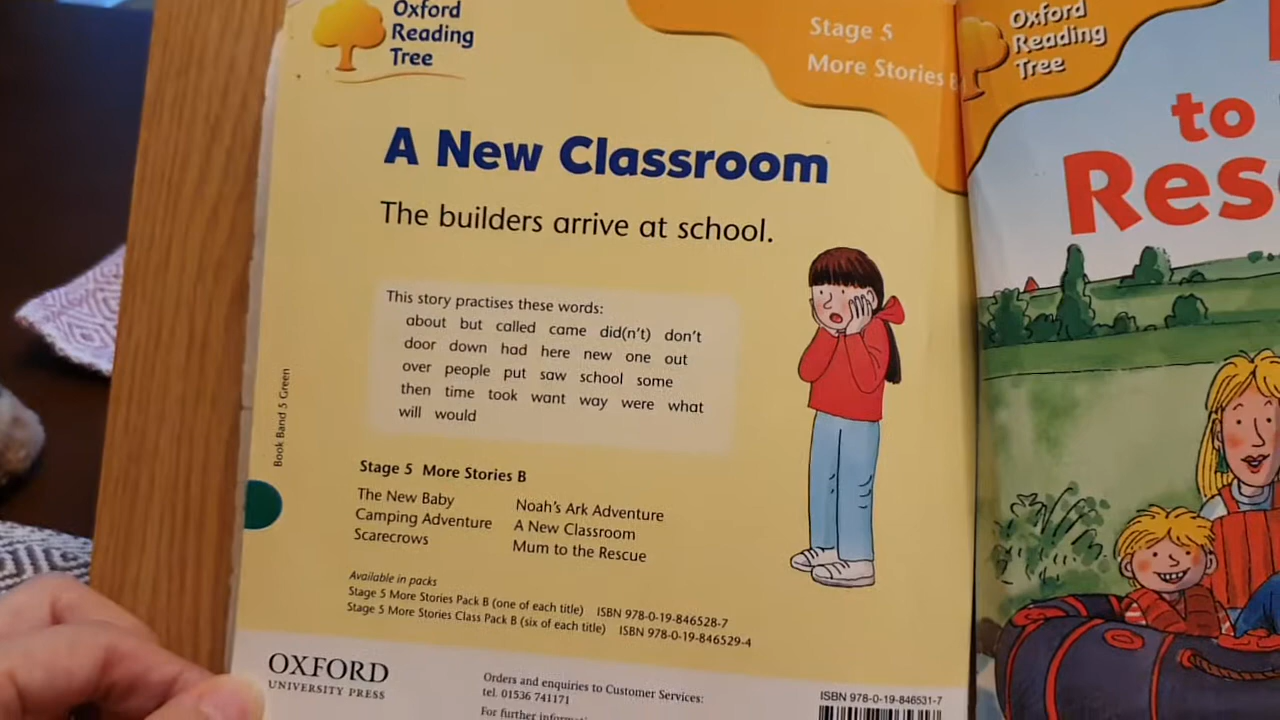 Oxford
Reading
Tree
Stage 5
More Stories B
A New Classroom
The builders arrive at school.
This story practises these words:
about but called came did(n't) don't
door down had here new one out
over people put saw school some
then time took want way were what
will would
Book Band 5 Green
Stage 5 More Stories B
The New Baby
Camping Adventure
Scarecrows
Noah's Ark Adventure
A New Classroom
Mum to the Rescue
Available in packs
Stage 5 More Stories Pack B (one of each title) ISBN 978-0-19-846528-7
Stage 5 More Stories Class Pack B (six of each title) ISBN 978-0-19-846529-4
OXFORD
UNIVERSITY PRESS
Orders and enquiries to Customer Services:
tel. 01536 741171
For further
ISBN 978-0-19-846531-7
Oxford
Reading
Tree
to
Res